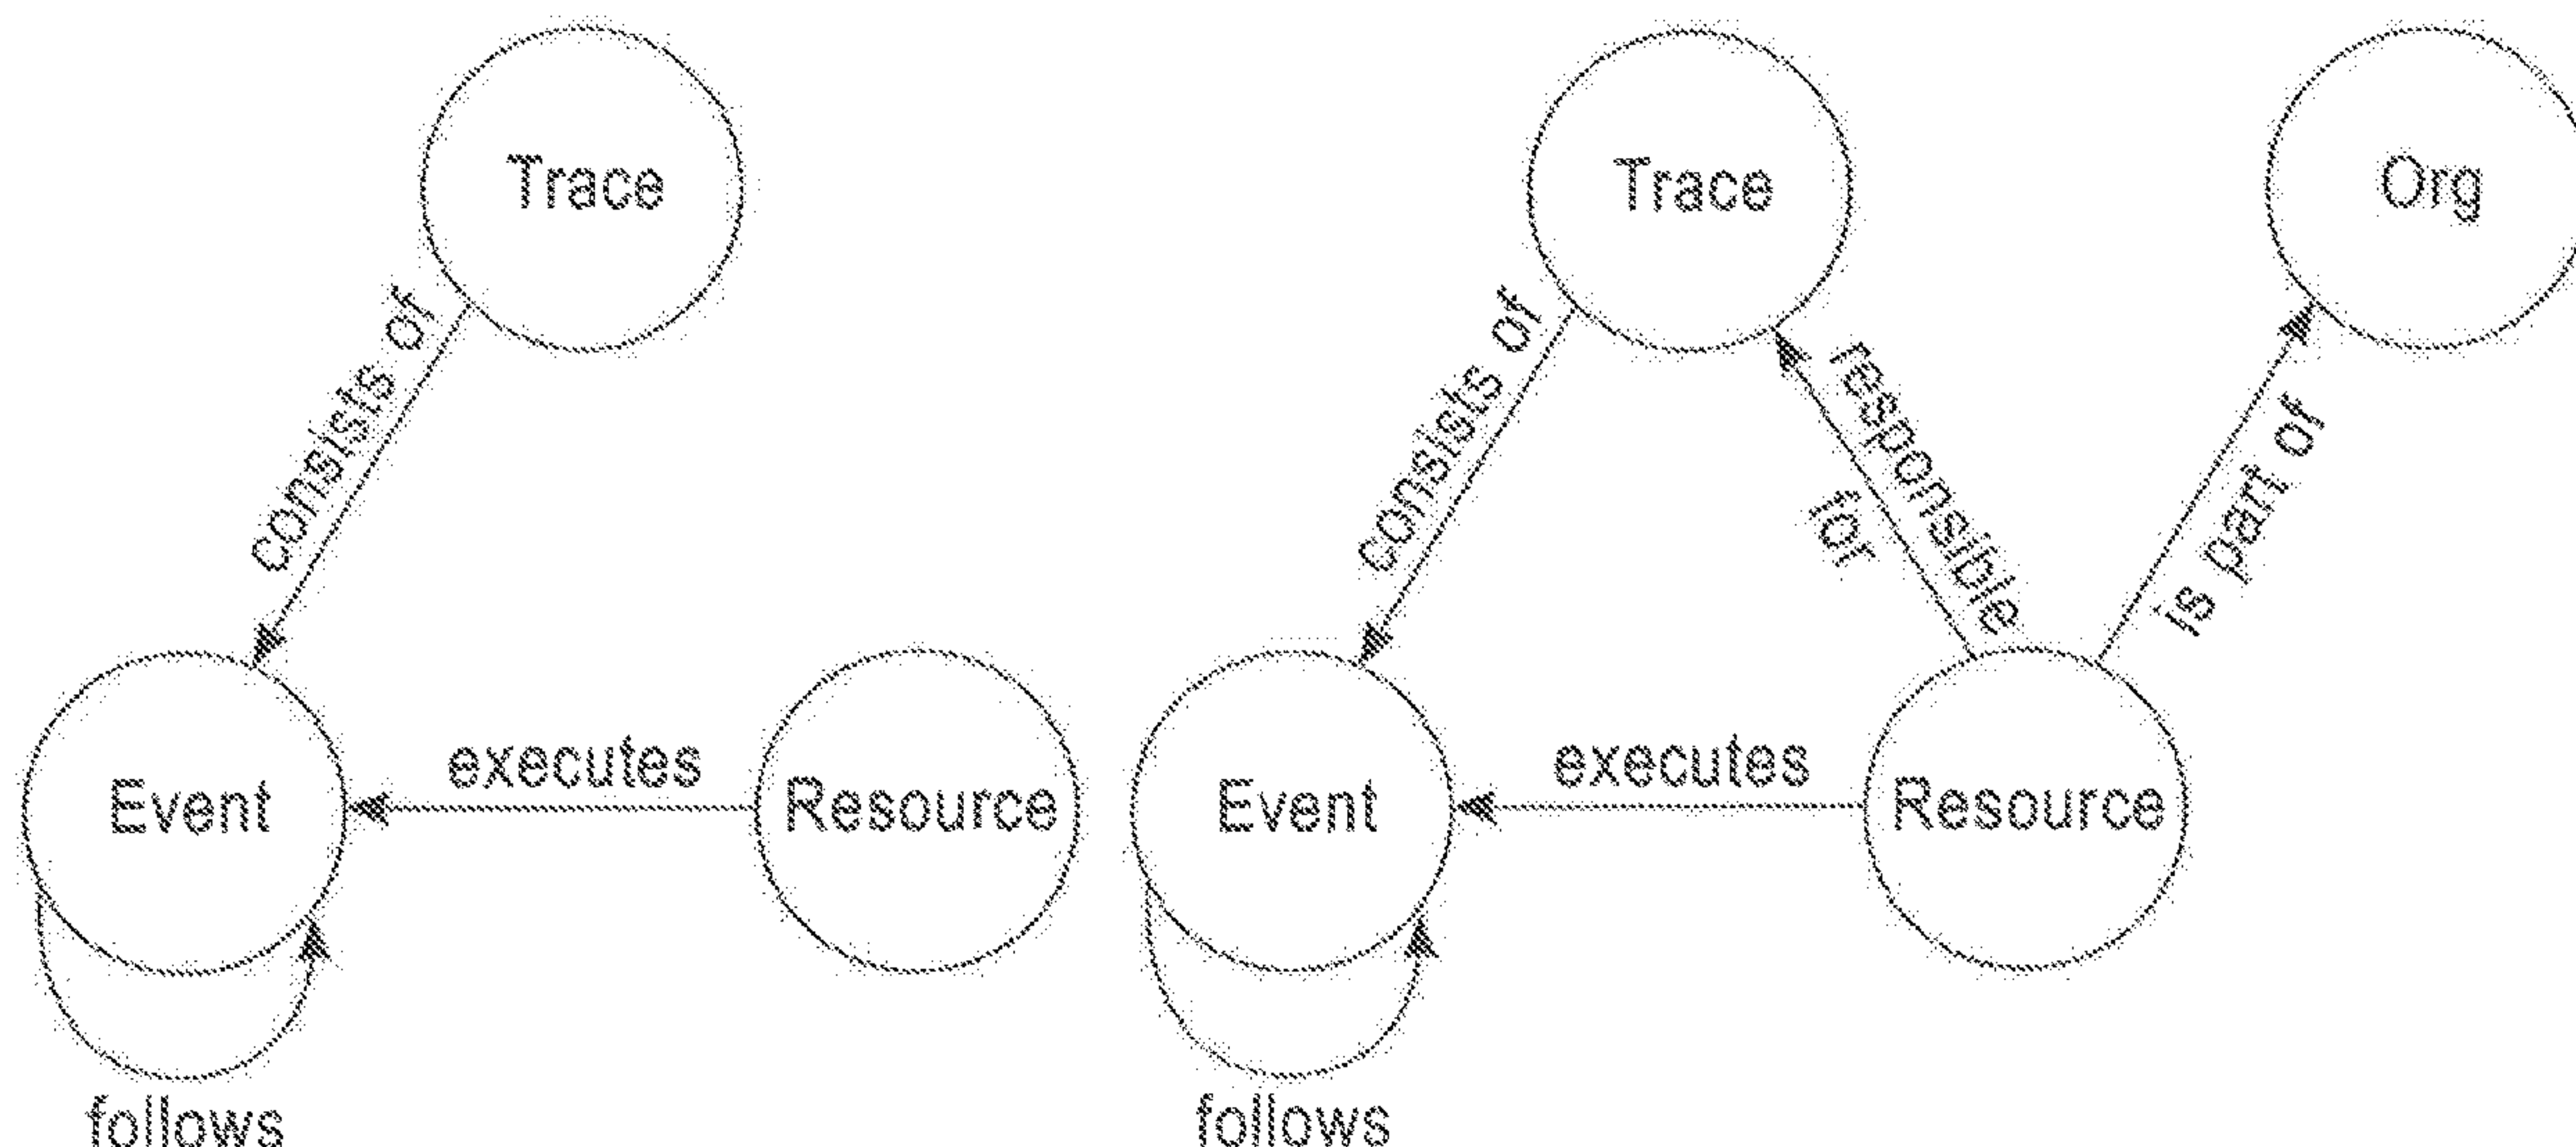 Trace
consists of
Event
executes
Resource
follows
Trace
Org
consists of
responsible
for
is part of
Event
executes
Resource
follows